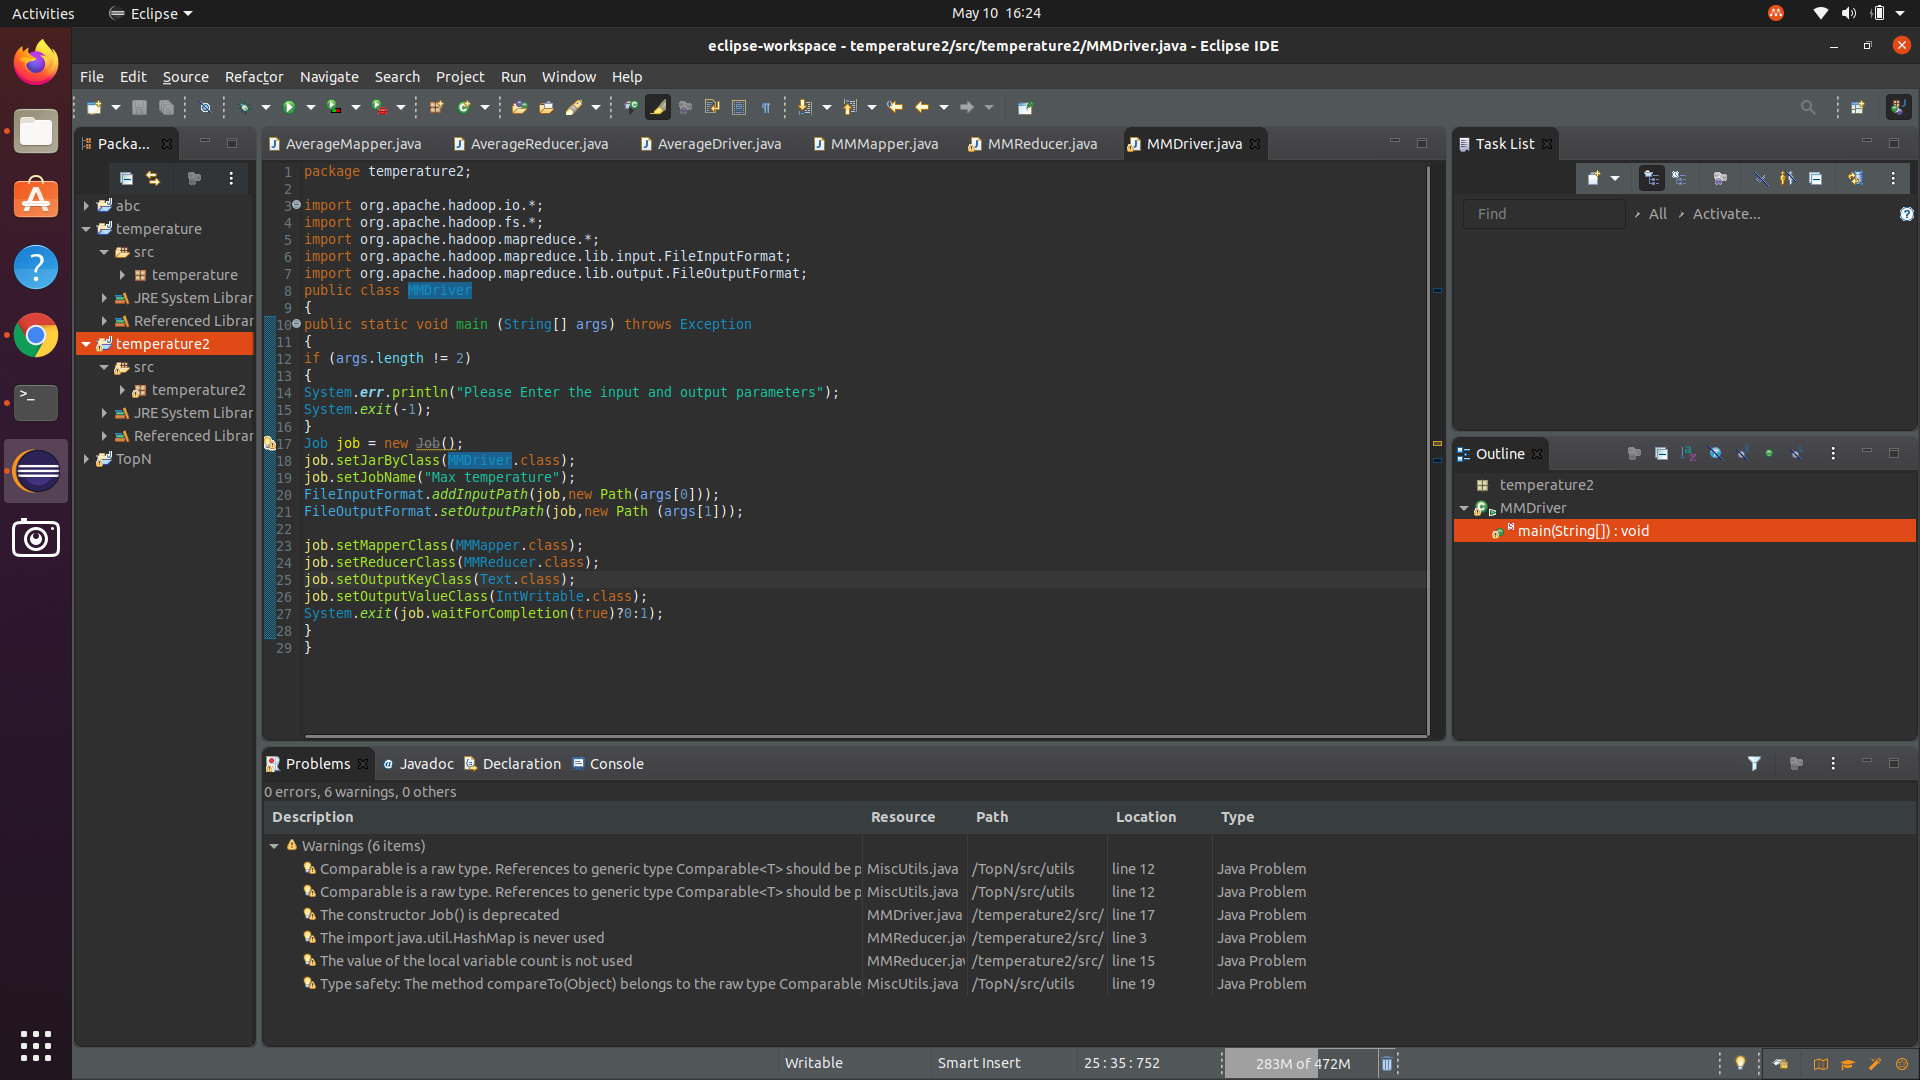 Activities
Eclipse
May 10 16:24
eclipse-workspace - temperature2/src/temperature2/MMDriver.java - Eclipse IDE
File Edit Source Refactor Navigate Search Project Run Window Help
Packa...
abc
temperature
src
temperature
JRE System Librar
Referenced Librar
temperature2
src
temperature2
JRE System Librar
Referenced Librar
TopN
AverageMapper.java AverageReducer.java AverageDriver.java MMMapper.java MMReducer.java MMDriver.java
1 package temperature2;
2
3 import org.apache.hadoop.io.*;
4 import org.apache.hadoop.fs.*;
5 import org.apache.hadoop.mapreduce.*;
6 import org.apache.hadoop.mapreduce.lib.input.FileInputFormat;
7 import org.apache.hadoop.mapreduce.lib.output.FileOutputFormat;
8 public class MMDriver
9 {
10 public static void main (String[] args) throws Exception
11 {
12 if (args.length != 2)
13 {
14 System.err.println("Please Enter the input and output parameters");
15 System.exit(-1);
16 }
17 Job job = new Job();
18 job.setJarByClass(MMDriver.class);
19 job.setJobName("Max temperature");
20 FileInputFormat.addInputPath(job,new Path(args[0]));
21 FileOutputFormat.setOutputPath(job,new Path (args[1]));
22
23 job.setMapperClass(MMMapper.class);
24 job.setReducerClass(MMReducer.class);
25 job.setOutputKeyClass(Text.class);
26 job.setOutputValueClass(IntWritable.class);
27 System.exit(job.waitForCompletion(true)?0:1);
28 }
29 }
Task List
Find All Activate...
Outline
temperature2
MMDriver
main(String[]) : void
Problems Javadoc Declaration Console
0 errors, 6 warnings, 0 others
Description Resource Path Location Type
Warnings (6 items)
Comparable is a raw type. References to generic type Comparable<T> should be p MiscUtils.java /TopN/src/utils line 12 Java Problem
Comparable is a raw type. References to generic type Comparable<T> should be p MiscUtils.java /TopN/src/utils line 12 Java Problem
The constructor Job() is deprecated MMDriver.java /temperature2/src/ line 17 Java Problem
The import java.util.HashMap is never used MMReducer.jav /temperature2/src/ line 3 Java Problem
The value of the local variable count is not used MMReducer.jav /temperature2/src/ line 15 Java Problem
Type safety: The method compareTo(Object) belongs to the raw type Comparable MiscUtils.java /TopN/src/utils line 19 Java Problem
Writable Smart Insert 25 : 35 : 752 283M of 472M